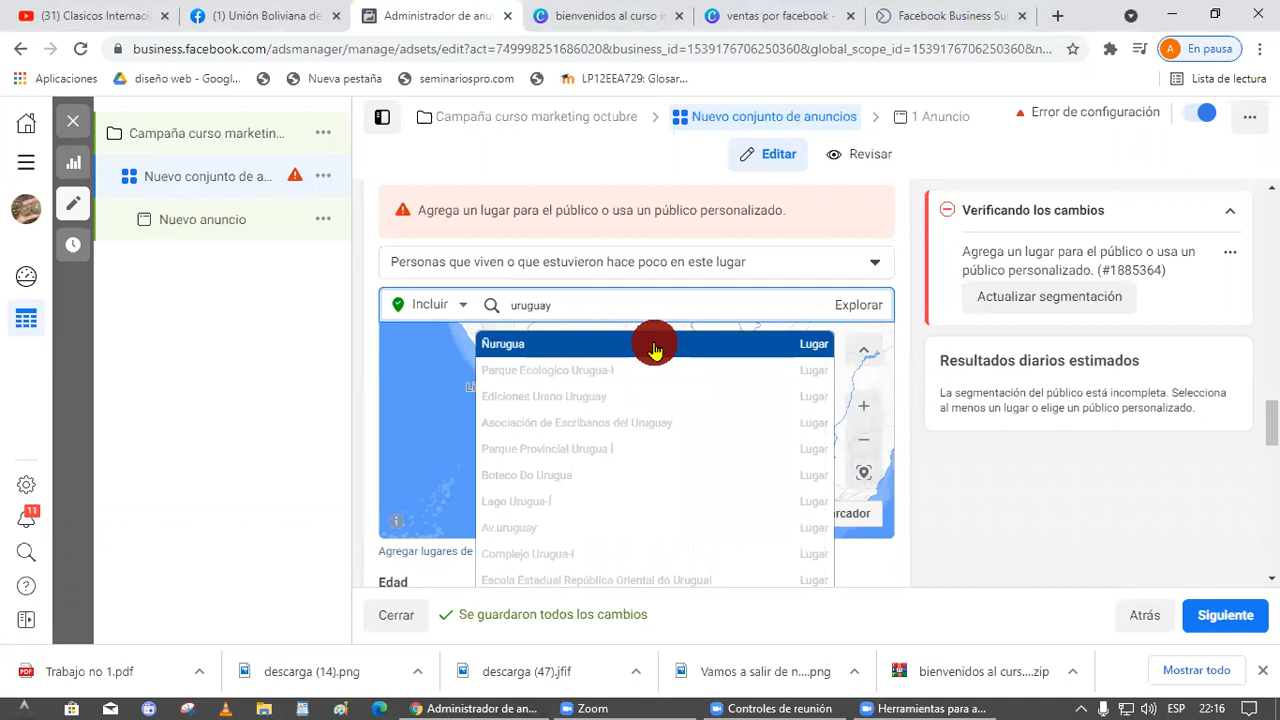 (31) Clasicos Internaci
(1) Unión Boliviana de
Administrador de anun
bienvenidos al curso in
ventas por facebook -
Facebook Business Sui
business.facebook.com/adsmanager/manage/adsets/edit?act=749998251686020&business_id=1539176706250360&global_scope_id=1539176706250360&n...
A En pausa
Aplicaciones
diseño web - Googl...
Nueva pestaña
seminariospro.com
LP12EEA729: Glosar...
Lista de lectura
Campaña curso marketin...
Nuevo conjunto de a...
Nuevo anuncio
11
Campaña curso marketing octubre
Nuevo conjunto de anuncios
1 Anuncio
Error de configuración
Editar
Revisar
Agrega un lugar para el público o usa un público personalizado.
Personas que viven o que estuvieron hace poco en este lugar
Incluir
uruguay
Explorar
Ñurugua Lugar
Parque Ecologico Urugua-I Lugar
Ediciones Urano Uruguay Lugar
Asociación de Escribanos del Uruguay Lugar
Parque Provincial Urugua Í Lugar
Boteco Do Urugua Lugar
Lago Urugua-Í Lugar
Av.uruguay Lugar
Complejo Urugua-I Lugar
Escola Estadual República Oriental do Uruguai Lugar
Li
arcador
Agregar lugares de
Edad
Verificando los cambios
Agrega un lugar para el público o usa un
público personalizado. (#1885364)
Actualizar segmentación
Resultados diarios estimados
La segmentación del público está incompleta. Selecciona
al menos un lugar o elige un público personalizado.
Cerrar
Se guardaron todos los cambios
Atrás
Siguiente
Trabajo no 1.pdf
descarga (14).png
descarga (47).jfif
Vamos a salir de n....png
bienvenidos al curs....zip
Mostrar todo
Administrador de an...
Zoom
Controles de reunión
Herramientas para a...
ESP
22:16